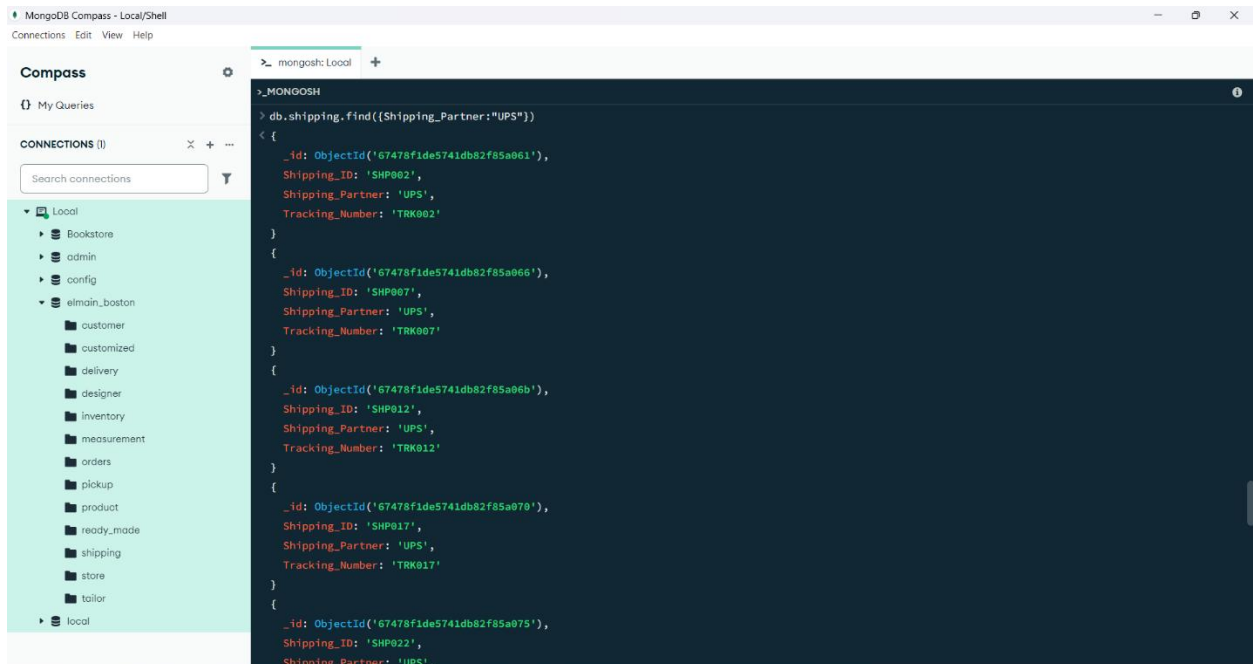 MongoDB Compass - Local/Shell
Connections Edit View Help
Compass
{} My Queries
CONNECTIONS (1)
Search connections
Local
Bookstore
admin
config
elmain_boston
customer
customized
delivery
designer
inventory
measurement
orders
pickup
product
ready_made
shipping
store
tailor
local
>_ mongosh: Local +
>_MONGOSH
> db.shipping.find({Shipping_Partner:"UPS"})
< {
_id: ObjectId('67478f1de5741db82f85a061'),
Shipping_ID: 'SHP002',
Shipping_Partner: 'UPS',
Tracking_Number: 'TRK002'
}
{
_id: ObjectId('67478f1de5741db82f85a066'),
Shipping_ID: 'SHP007',
Shipping_Partner: 'UPS',
Tracking_Number: 'TRK007'
}
{
_id: ObjectId('67478f1de5741db82f85a06b'),
Shipping_ID: 'SHP012',
Shipping_Partner: 'UPS',
Tracking_Number: 'TRK012'
}
{
_id: ObjectId('67478f1de5741db82f85a070'),
Shipping_ID: 'SHP017',
Shipping_Partner: 'UPS',
Tracking_Number: 'TRK017'
}
{
_id: ObjectId('67478f1de5741db82f85a075'),
Shipping_ID: 'SHP022',
Shipping_Partner: 'UPS'